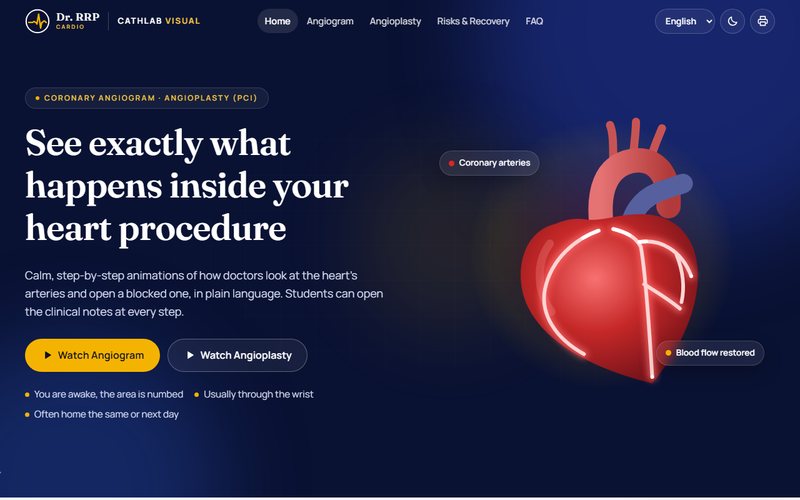 Dr. RRP
CARDIO
CATHLAB VISUAL
Home
Angiogram
Angioplasty
Risks & Recovery
FAQ
English
CORONARY ANGIOGRAM · ANGIOPLASTY (PCI)
See exactly what
happens inside your
heart procedure
Coronary arteries
Calm, step-by-step animations of how doctors look at the heart's
arteries and open a blocked one, in plain language. Students can open
the clinical notes at every step.
Watch Angiogram
Watch Angioplasty
Blood flow restored
You are awake, the area is numbed
Usually through the wrist
Often home the same or next day